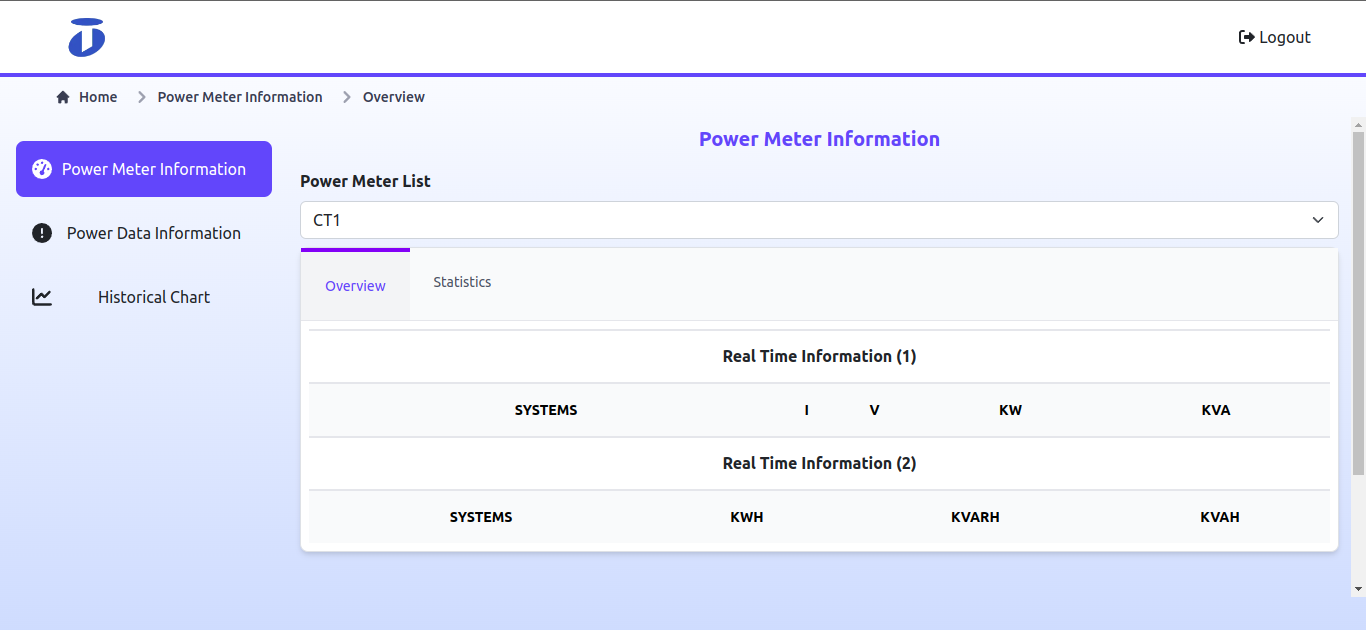 Logout
Home
Power Meter Information
Overview
Power Meter Information
Power Data Information
Historical Chart
Power Meter Information
Power Meter List
CT1
Overview
Statistics
Real Time Information (1)
SYSTEMS I V KW KVA
Real Time Information (2)
SYSTEMS KWH KVARH KVAH